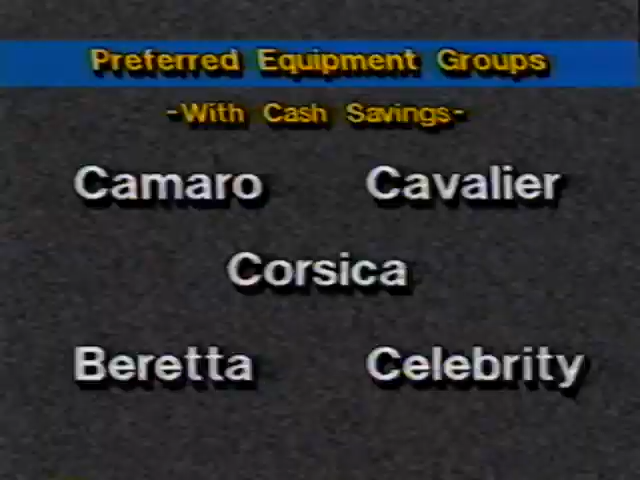 Preferred Equipment Groups
-With Cash Savings-
Camaro Cavalier
Corsica
Beretta Celebrity